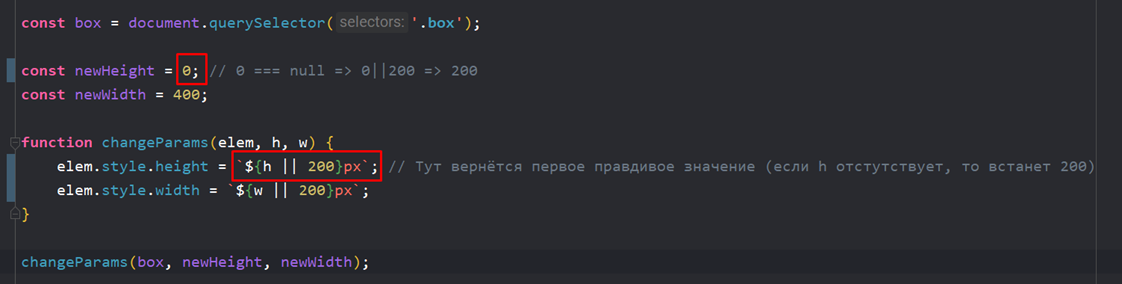 const box = document.querySelector( selectors: '.box');
const newHeight = 0; // 0 === null => 0||200 => 200
const newWidth = 400;
function changeParams(elem, h, w) {
elem.style.height = `${h || 200}px`; // Тут вернётся первое правдивое значение (если h отстутствует, то встанет 200)
elem.style.width = `${w || 200}px`;
}
changeParams(box, newHeight, newWidth);